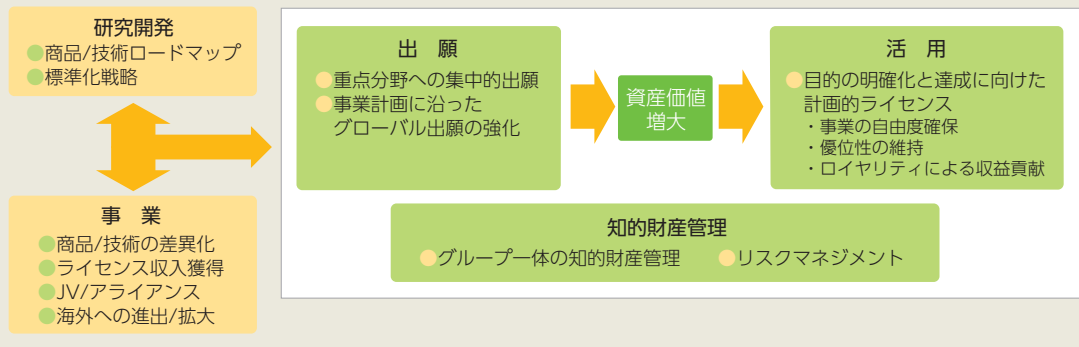 研究開発
●商品/技術ロードマップ
●標準化戦略
事　業
●商品/技術の差異化
●ライセンス収入獲得
●JV/アライアンス
●海外への進出/拡大
出　願
●重点分野への集中的出願
●事業計画に沿った
グローバル出願の強化
資産価値
増大
活　用
●目的の明確化と達成に向けた
計画的ライセンス
・事業の自由度確保
・優位性の維持
・ロイヤリティによる収益貢献
知的財産管理
●グループ一体の知的財産管理　●リスクマネジメント